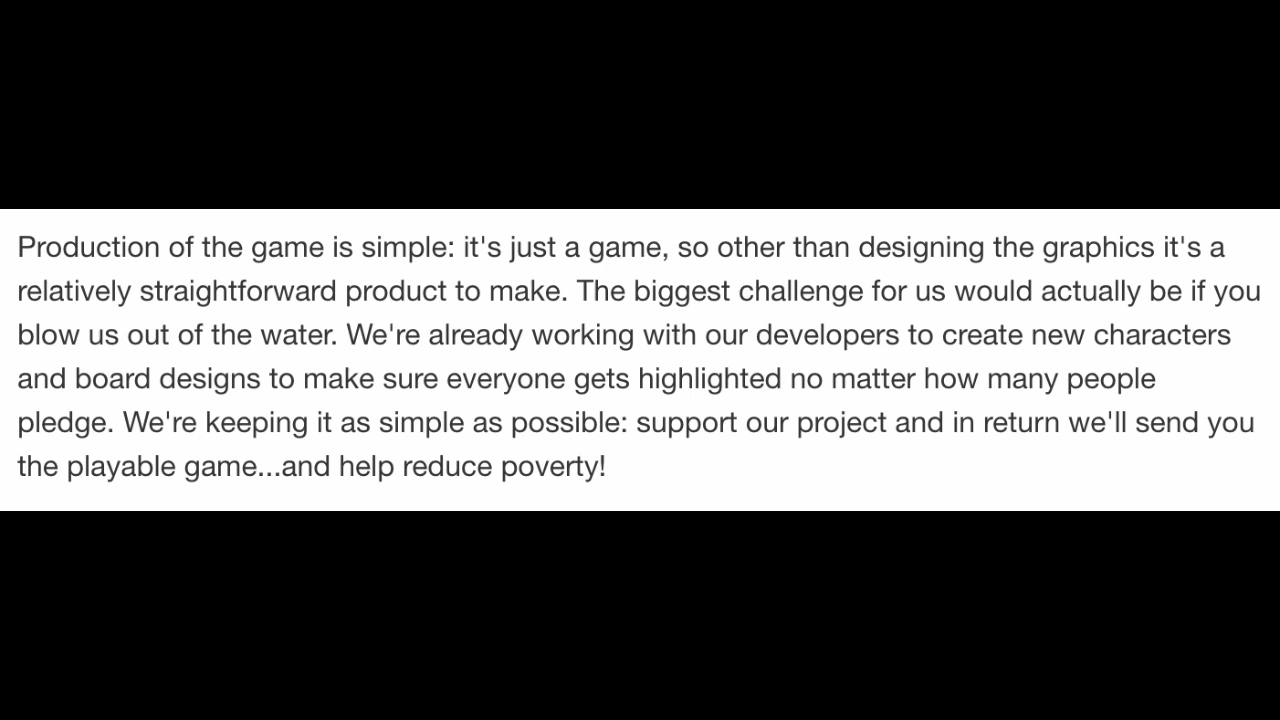 Production of the game is simple: it's just a game, so other than designing the graphics it's a
relatively straightforward product to make. The biggest challenge for us would actually be if you
blow us out of the water. We're already working with our developers to create new characters
and board designs to make sure everyone gets highlighted no matter how many people
pledge. We're keeping it as simple as possible: support our project and in return we'll send you
the playable game...and help reduce poverty!